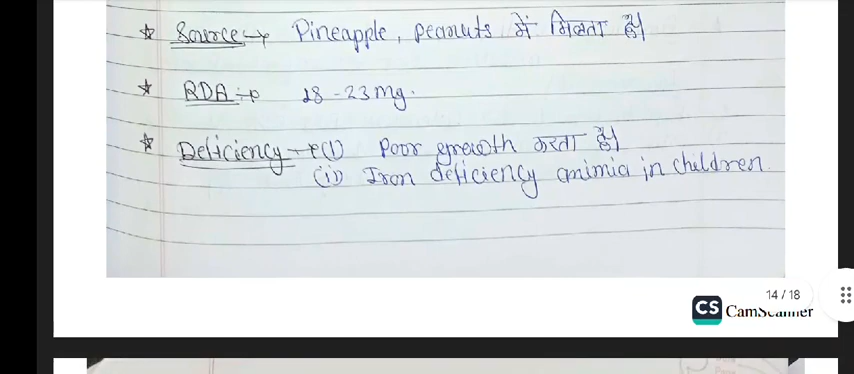 ☆ Source → Pineapple, Peanuts में मिलता है।
☆ RDA :→ 18 - 23 mg.
☆ Deficiency → (i) Poor growth करता है।
(ii) Iron deficiency animia in children.
14 / 18
CS CamScanner